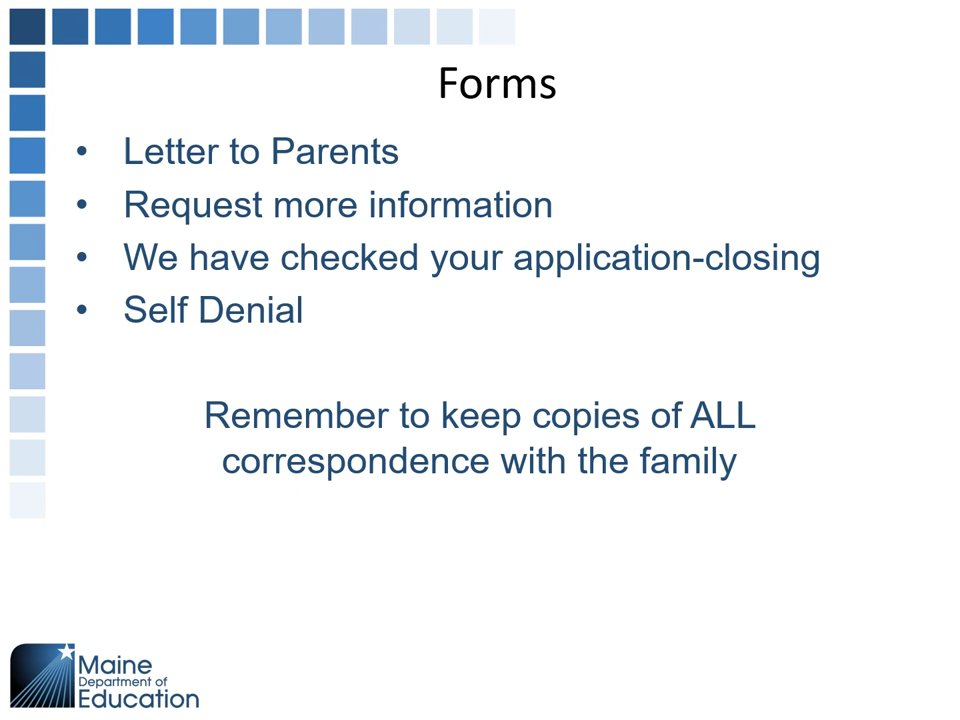 Forms
• Letter to Parents
• Request more information
• We have checked your application-closing
• Self Denial
Remember to keep copies of ALL
correspondence with the family
Maine
Department of
Education